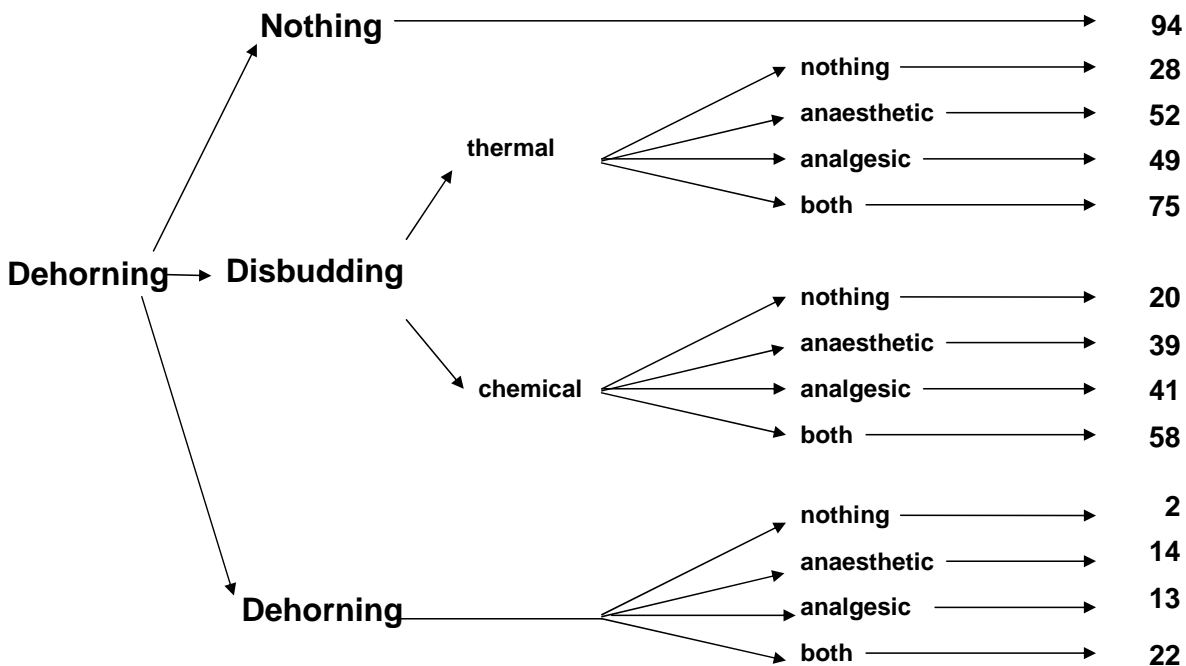 Nothing 94
nothing 28
anaesthetic 52
thermal
analgesic 49
both 75
Dehorning Disbudding
nothing 20
anaesthetic 39
chemical
analgesic 41
both 58
nothing 2
anaesthetic 14
Dehorning
analgesic 13
both 22